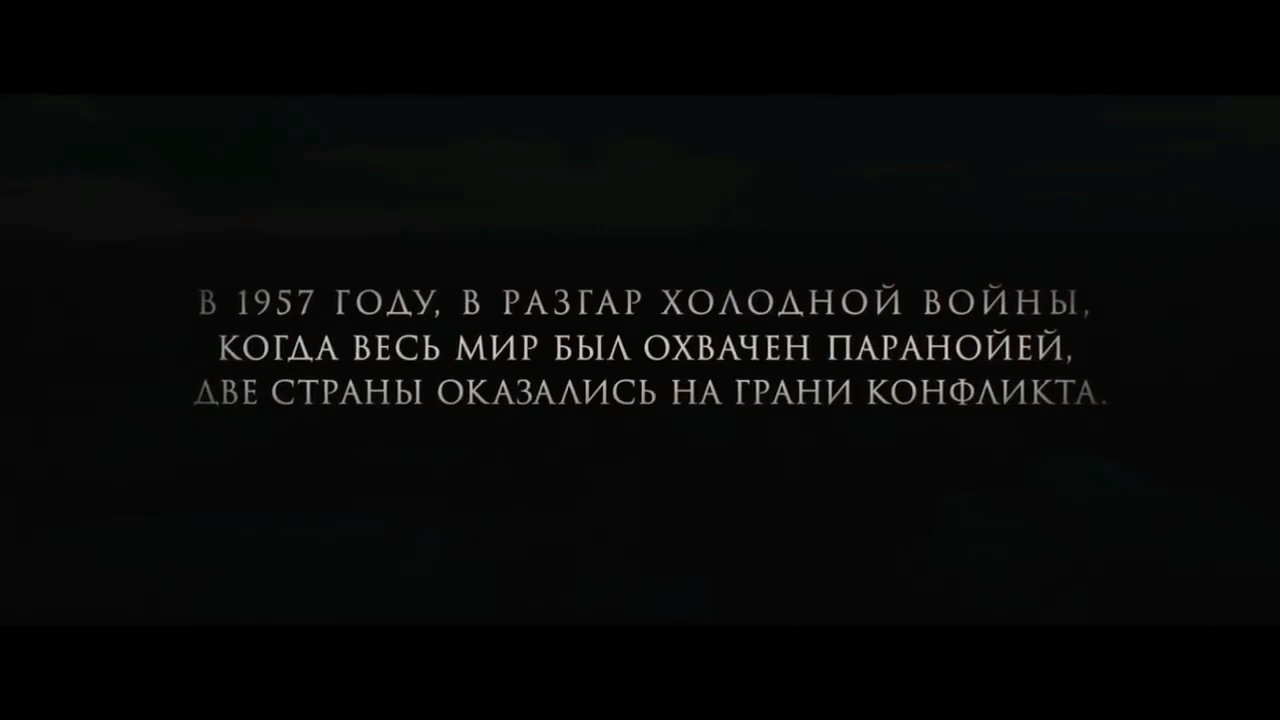 В 1957 ГОДУ, В РАЗГАР ХОЛОДНОЙ ВОЙНЫ,
КОГДА ВЕСЬ МИР БЫЛ ОХВАЧЕН ПАРАНОЙЕЙ,
ДВЕ СТРАНЫ ОКАЗАЛИСЬ НА ГРАНИ КОНФЛИКТА.